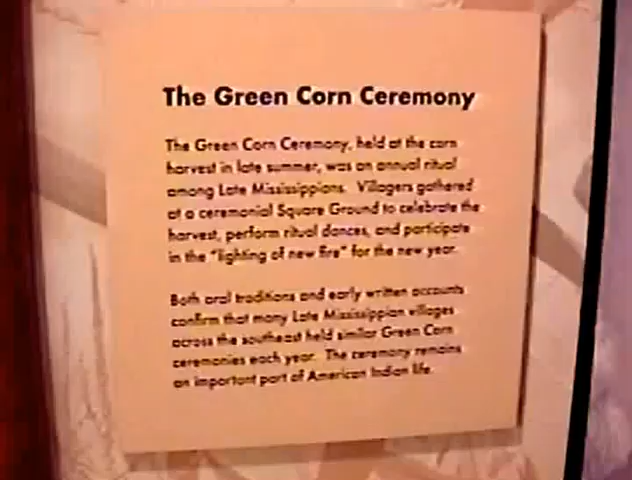 The Green Corn Ceremony
The Green Corn Ceremony, held at the corn
harvest in late summer, was an annual ritual
among Late Mississippians. Villagers gathered
at a ceremonial Square Ground to celebrate the
harvest, perform ritual dances, and participate
in the "lighting of new fire" for the new year.
Both oral traditions and early written accounts
confirm that many Late Mississippian villages
across the southeast held similar Green Corn
ceremonies each year. The ceremony remains
an important part of American Indian life.